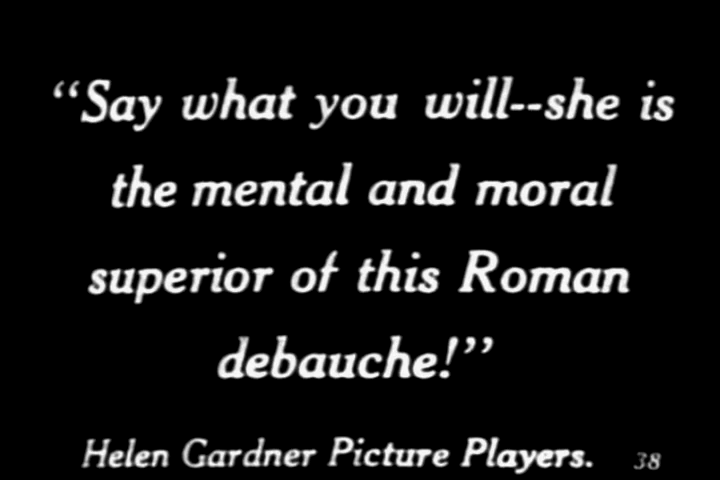 “Say what you will--she is
the mental and moral
superior of this Roman
debauche!”
Helen Gardner Picture Players. 38